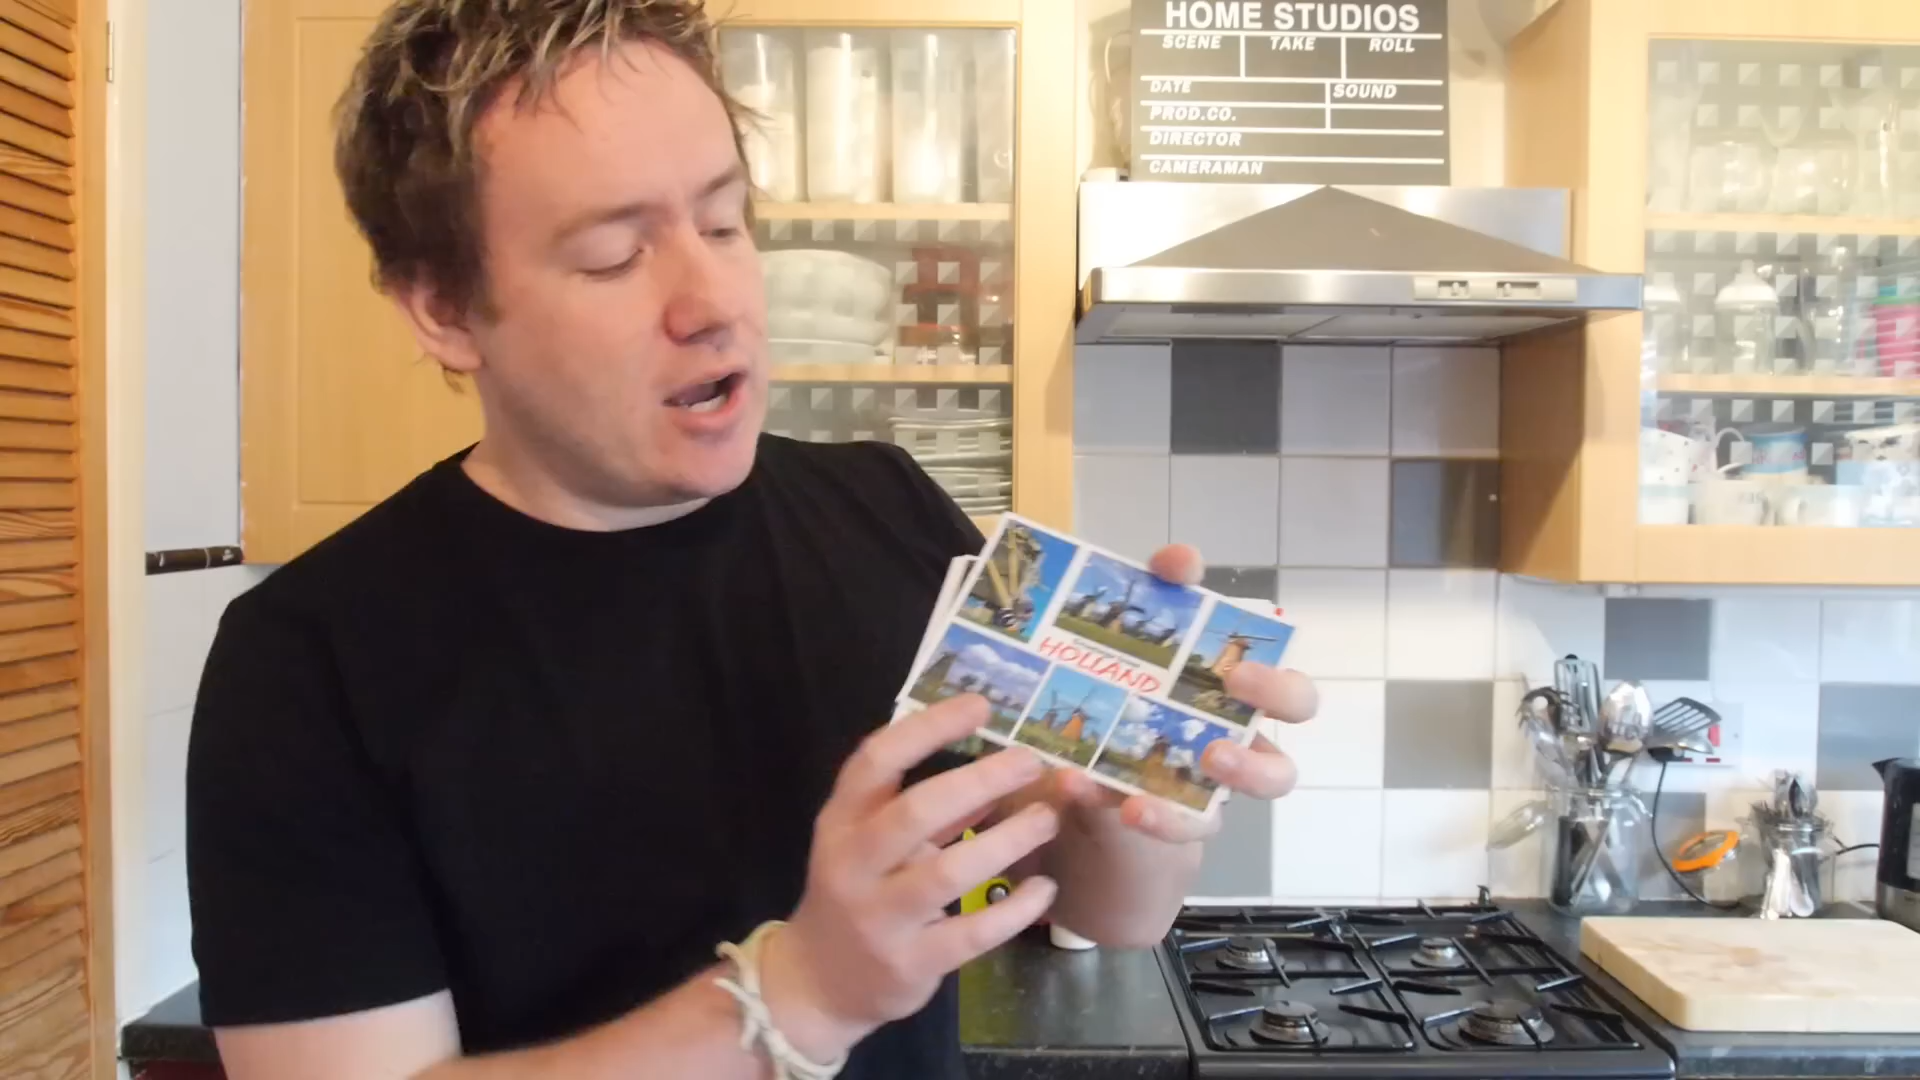 HOME STUDIOS
SCENE TAKE ROLL
DATE SOUND
PROD.CO.
DIRECTOR
CAMERAMAN
HOLLAND